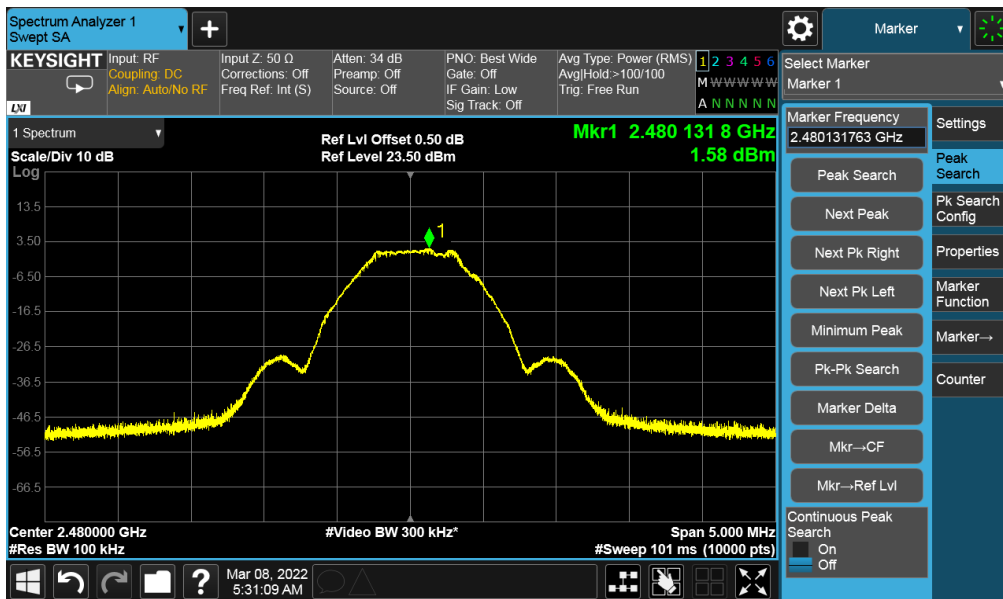 Spectrum Analyzer 1
Swept SA
+
Marker
KEYSIGHT
Input: RF
Coupling: DC
Align: Auto/No RF
Input Z: 50 Ω
Corrections: Off
Freq Ref: Int (S)
Atten: 34 dB
Preamp: Off
Source: Off
PNO: Best Wide
Gate: Off
IF Gain: Low
Sig Track: Off
Avg Type: Power (RMS)
Avg|Hold:>100/100
Trig: Free Run
1 2 3 4 5 6
M W W W W W
A N N N N N
LXI
Select Marker
Marker 1
1 Spectrum
Scale/Div 10 dB
Log
Ref Lvl Offset 0.50 dB
Ref Level 23.50 dBm
Mkr1 2.480 131 8 GHz
1.58 dBm
13.5
3.50
-6.50
-16.5
-26.5
-36.5
-46.5
-56.5
-66.5
1
Center 2.480000 GHz
#Res BW 100 kHz
#Video BW 300 kHz*
Span 5.000 MHz
#Sweep 101 ms (10000 pts)
Marker Frequency
2.480131763 GHz
Peak Search
Next Peak
Next Pk Right
Next Pk Left
Minimum Peak
Pk-Pk Search
Marker Delta
Mkr→CF
Mkr→Ref Lvl
Continuous Peak
Search
On
Off
Settings
Peak
Search
Pk Search
Config
Properties
Marker
Function
Marker→
Counter
?
Mar 08, 2022
5:31:09 AM